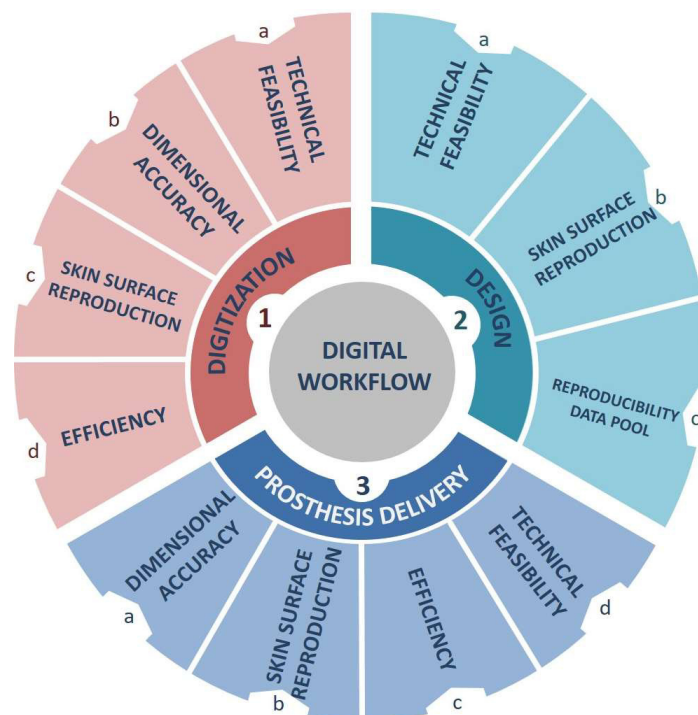 DIGITAL
WORKFLOW
1
DIGITIZATION
a
TECHNICAL
FEASIBILITY
b
DIMENSIONAL
ACCURACY
c
SKIN SURFACE
REPRODUCTION
d
EFFICIENCY
2
DESIGN
a
TECHNICAL
FEASIBILITY
b
SKIN SURFACE
REPRODUCTION
c
REPRODUCIBILITY
DATA POOL
3
PROSTHESIS DELIVERY
a
DIMENSIONAL
ACCURACY
b
SKIN SURFACE
REPRODUCTION
c
EFFICIENCY
d
TECHNICAL
FEASIBILITY